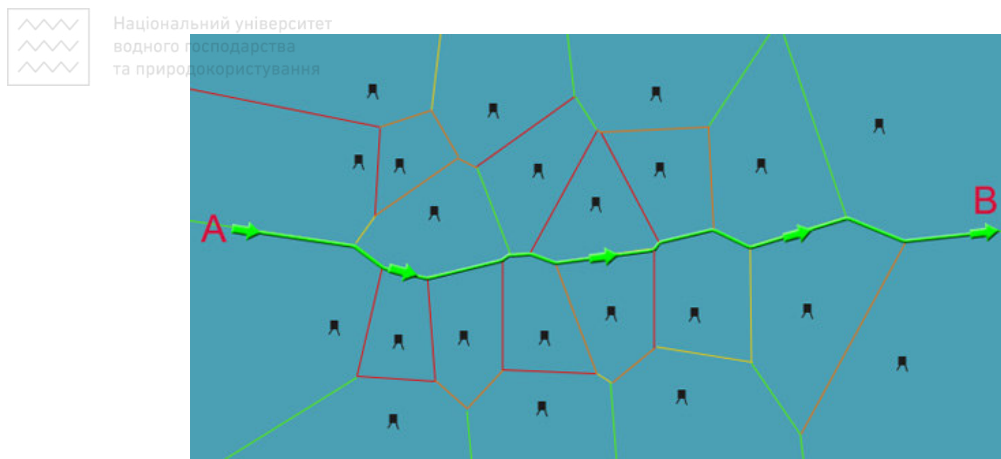 Національний університет
водного господарства
та природокористування
A
B